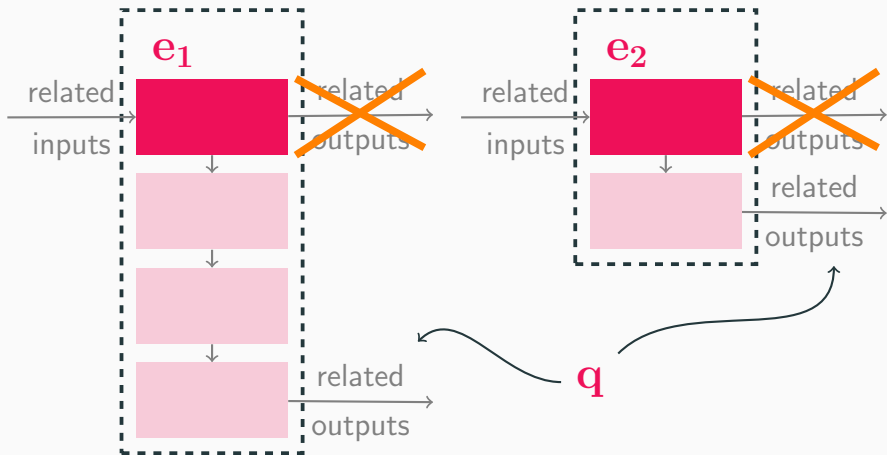 e1
related
inputs
related
outputs
related
outputs
e2
related
inputs
related
outputs
related
outputs
q